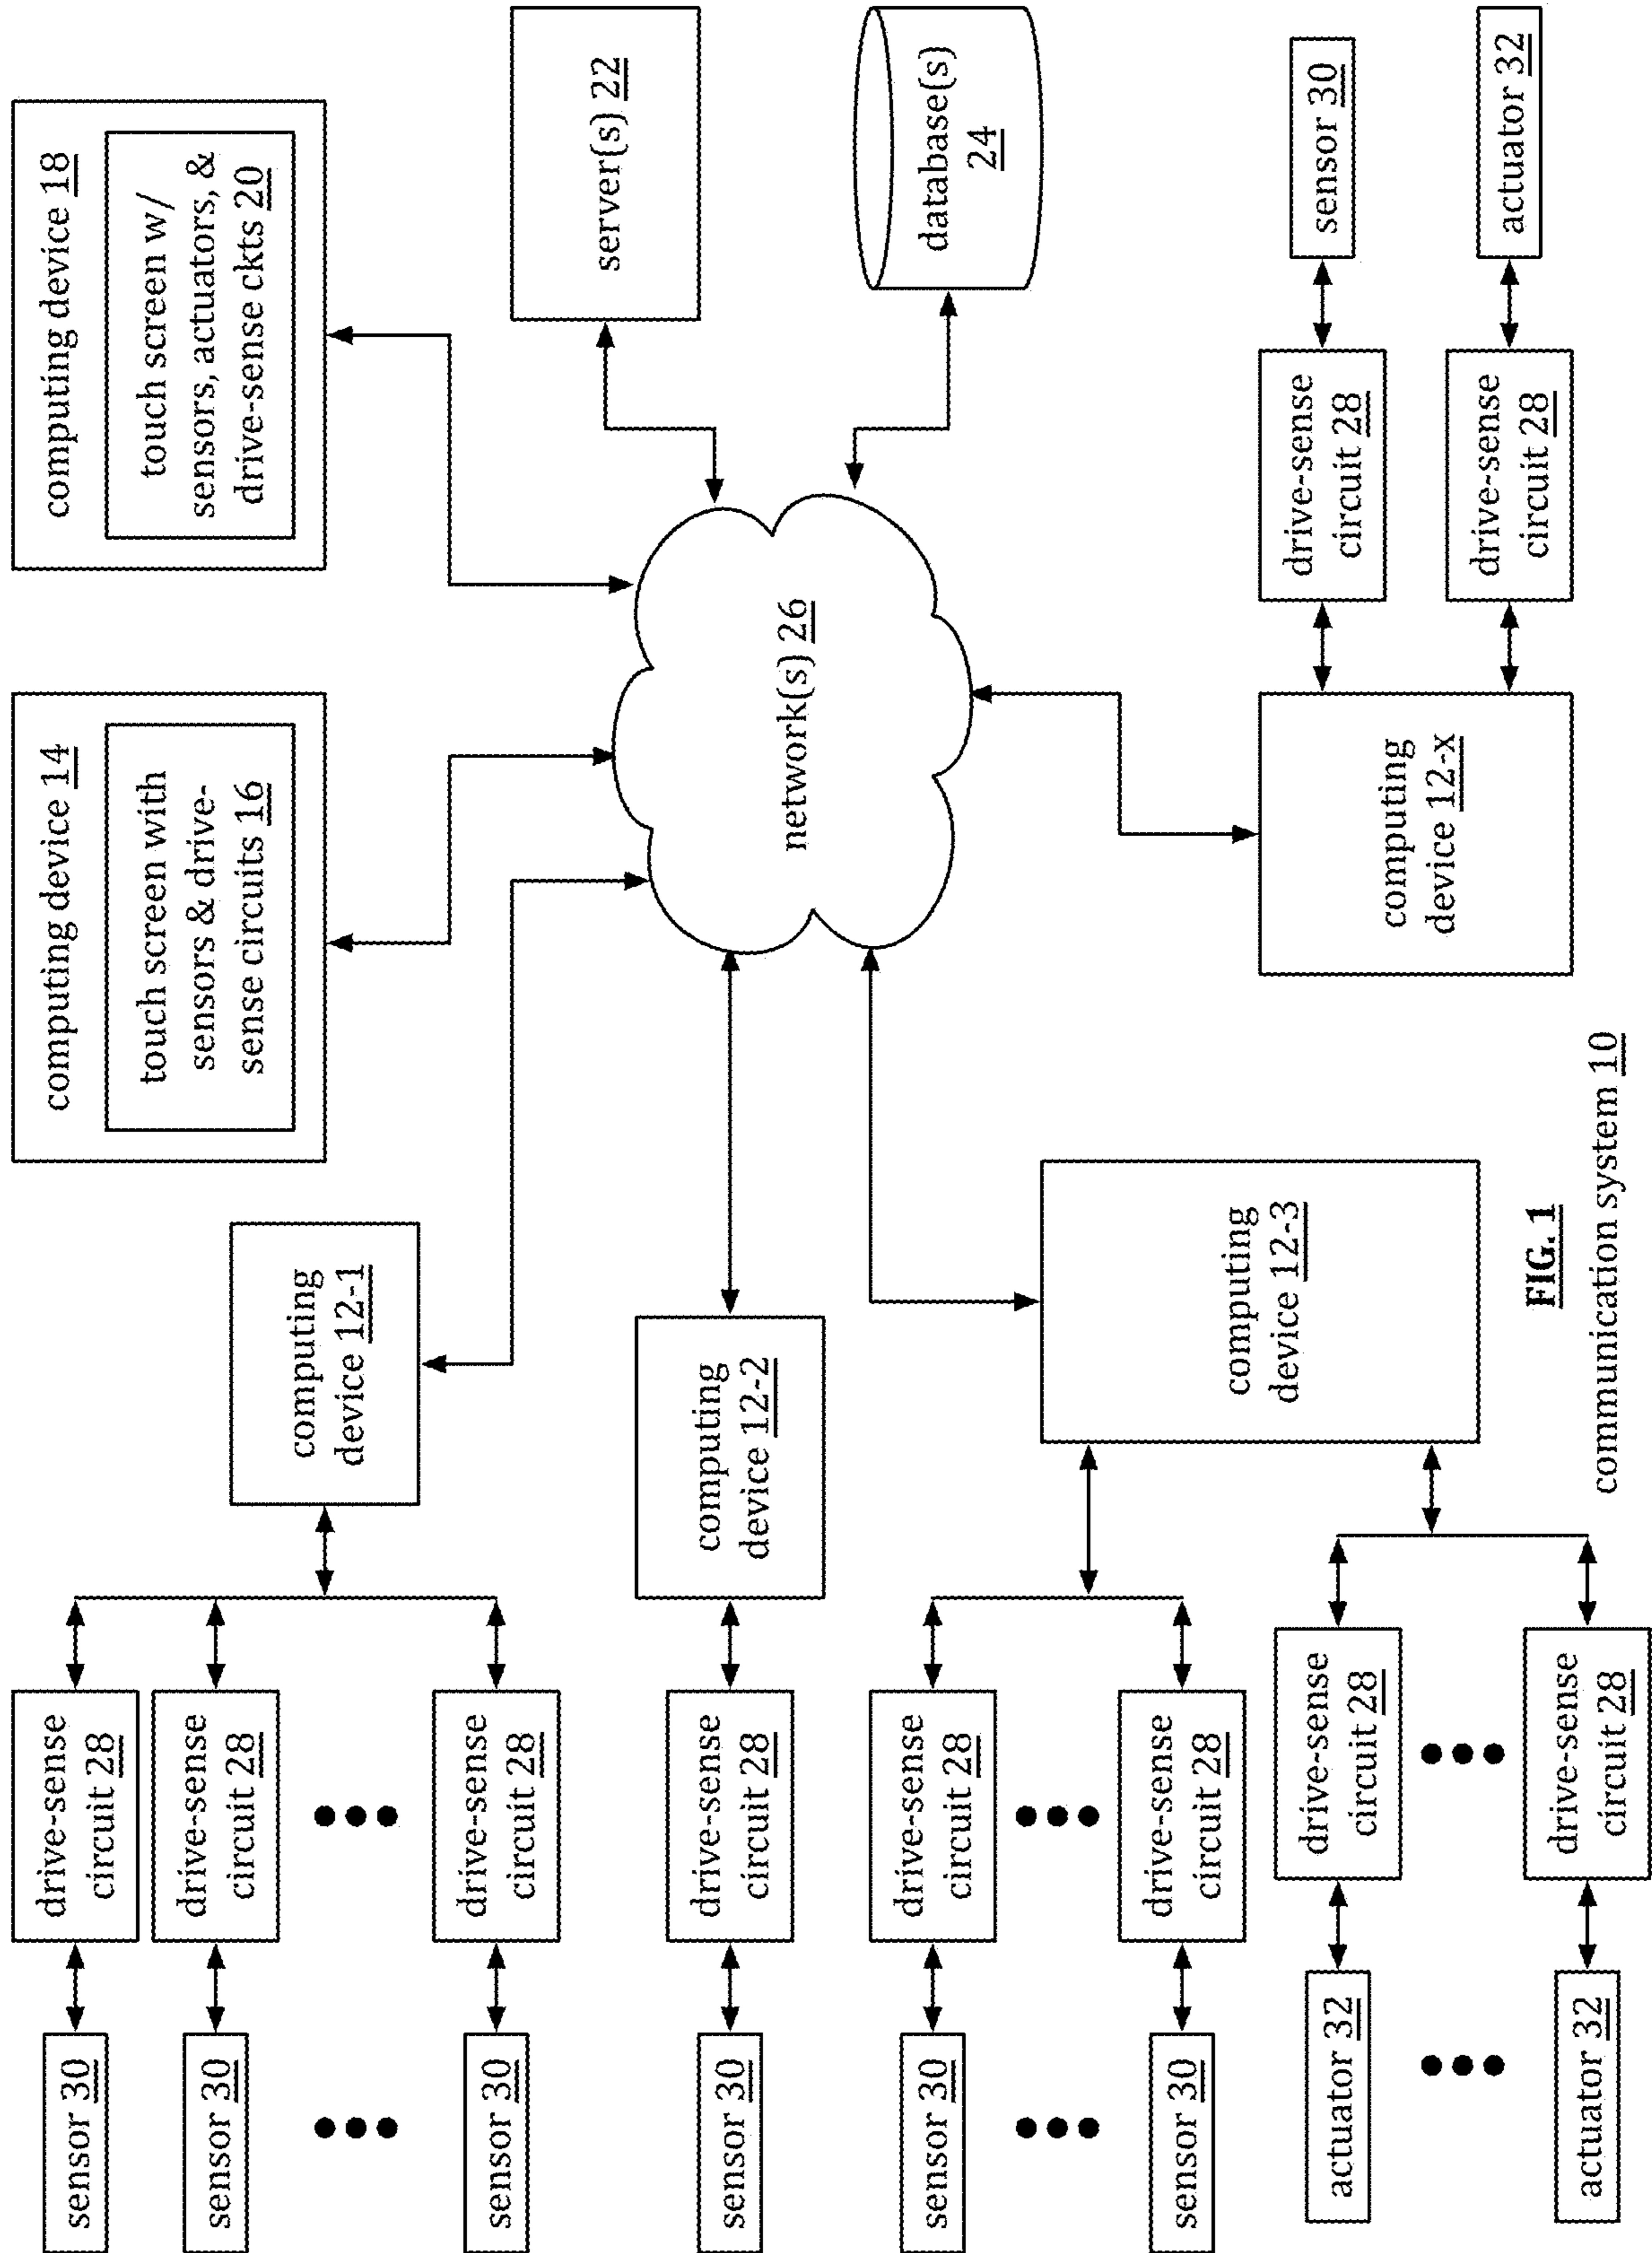 sensor 30
drive-sense
circuit 28
sensor 30
drive-sense
circuit 28
sensor 30
drive-sense
circuit 28
computing
device 12-1
computing device 14
touch screen with
sensors & drive-
sense circuits 16
computing device 18
touch screen w/
sensors, actuators, &
drive-sense ckts 20
sensor 30
drive-sense
circuit 28
computing
device 12-2
network(s) 26
server(s) 22
database(s)
24
sensor 30
drive-sense
circuit 28
sensor 30
drive-sense
circuit 28
computing
device 12-3
actuator 32
drive-sense
circuit 28
actuator 32
drive-sense
circuit 28
computing
device 12-x
drive-sense
circuit 28
sensor 30
drive-sense
circuit 28
actuator 32
FIG. 1
communication system 10